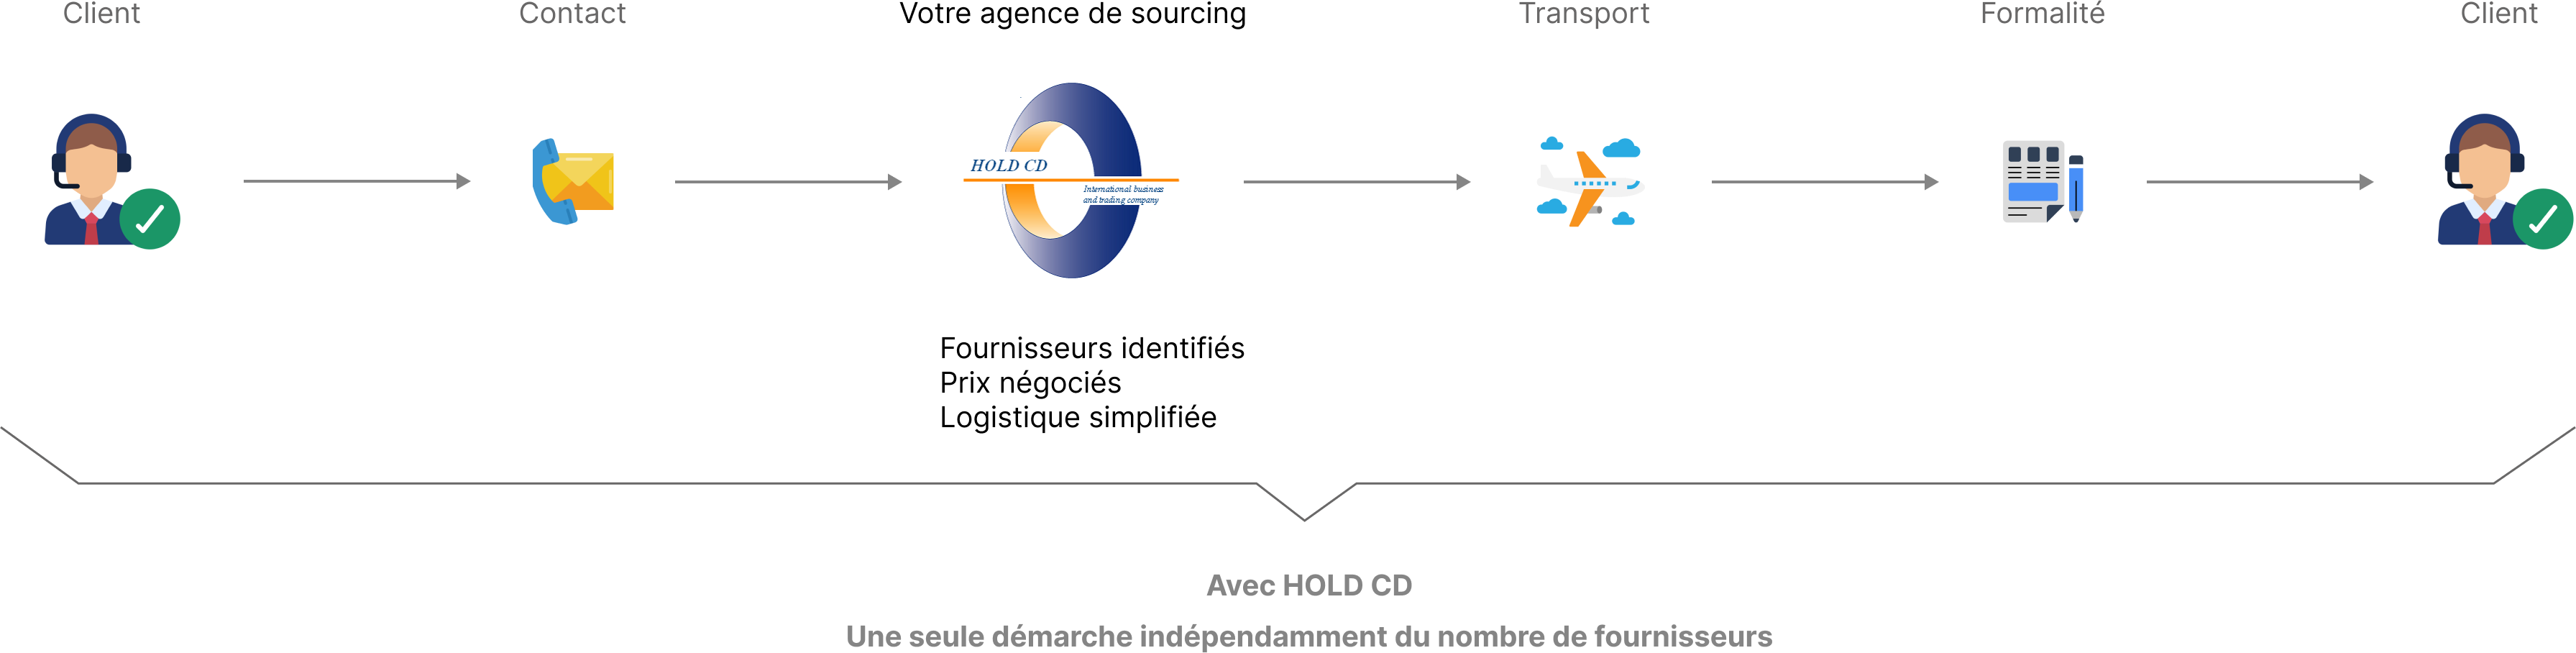 Client
Contact
Votre agence de sourcing
Transport
Formalité
Client
HOLD CD
International business
and trading company
Fournisseurs identifiés
Prix négociés
Logistique simplifiée
Avec HOLD CD
Une seule démarche indépendamment du nombre de fournisseurs